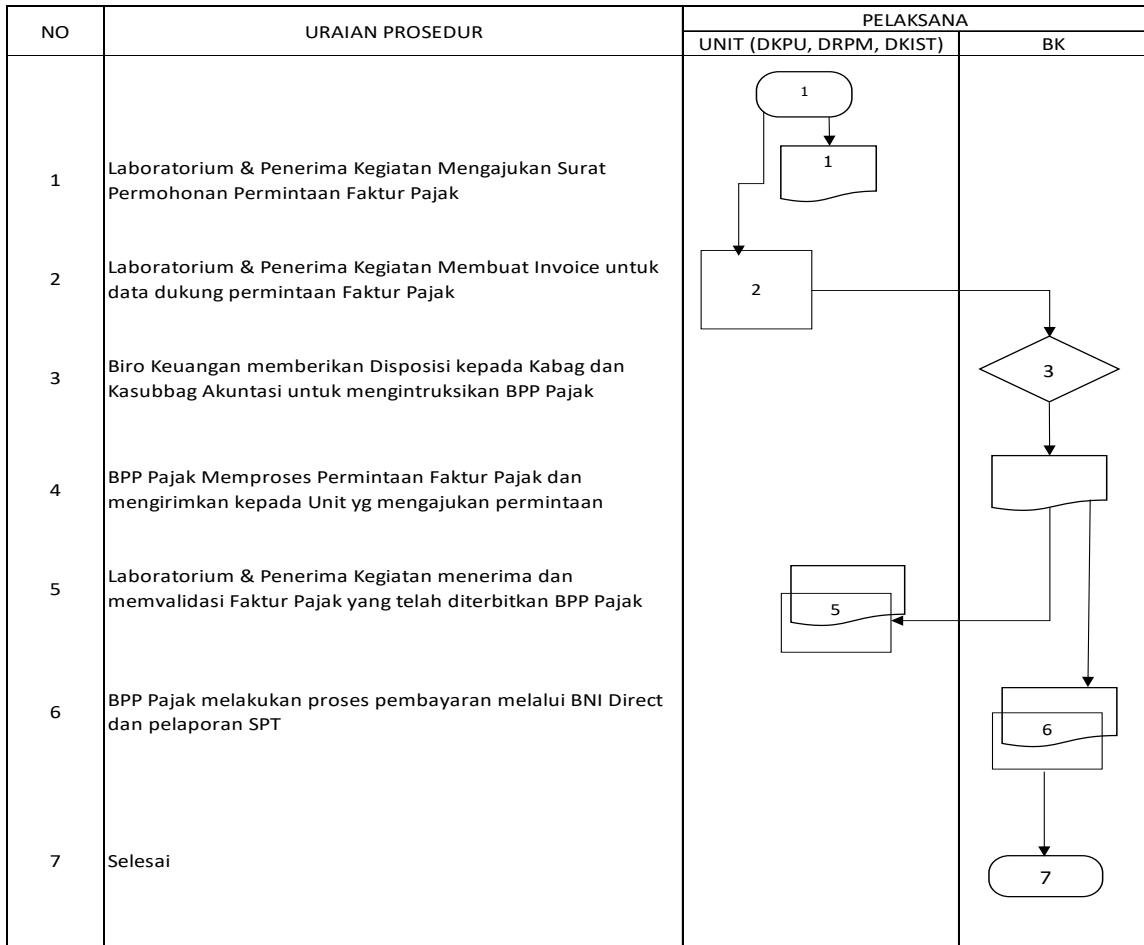 NO
URAIAN PROSEDUR
PELAKSANA
UNIT (DKPU, DRPM, DKIST)
BK
1
1
Laboratorium & Penerima Kegiatan Mengajukan Surat
Permohonan Permintaan Faktur Pajak
1
2
Laboratorium & Penerima Kegiatan Membuat Invoice untuk
data dukung permintaan Faktur Pajak
2
3
Biro Keuangan memberikan Disposisi kepada Kabag dan
Kasubbag Akuntasi untuk mengintruksikan BPP Pajak
3
4
BPP Pajak Memproses Permintaan Faktur Pajak dan
mengirimkan kepada Unit yg mengajukan permintaan
5
Laboratorium & Penerima Kegiatan menerima dan
memvalidasi Faktur Pajak yang telah diterbitkan BPP Pajak
5
6
BPP Pajak melakukan proses pembayaran melalui BNI Direct
dan pelaporan SPT
6
7
Selesai
7